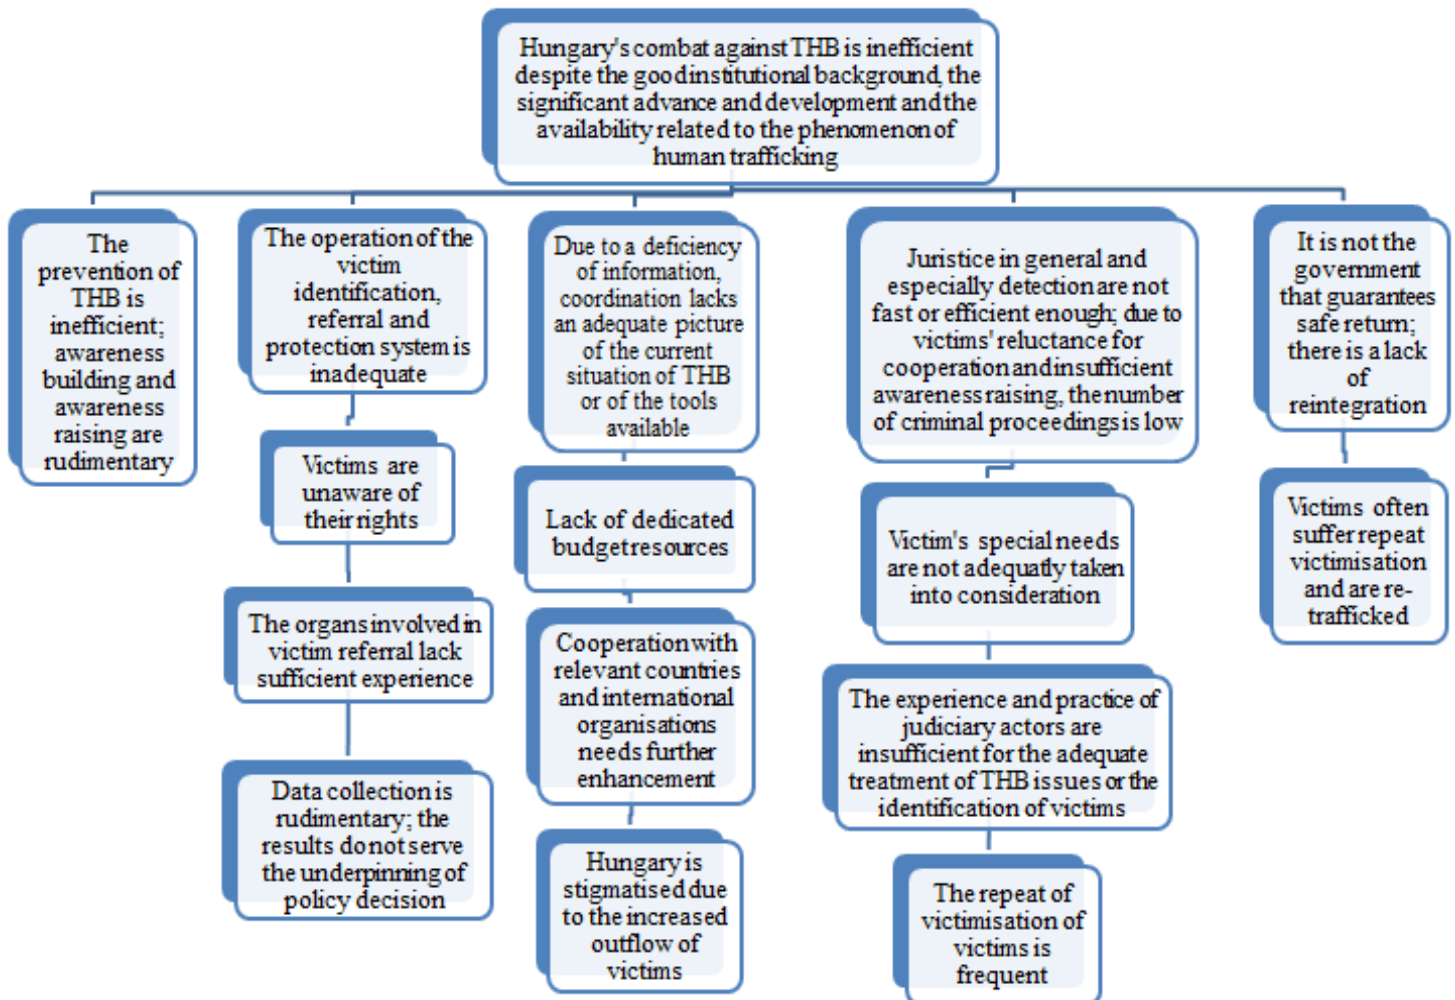 Hungary's combat against THB is inefficient
despite the good institutional background, the
significant advance and development and the
availability related to the phenomenon of
human trafficking
The
prevention of
THB is
inefficient;
awareness
building and
awareness
raising are
rudimentary
The operation of the
victim
identification,
referral and
protection system is
inadequate
Victims are
unaware of
their rights
The organs involved in
victim referral lack
sufficient experience
Data collection is
rudimentary; the
results do not serve
the underpinning of
policy decision
Due to a deficiency
of information,
coordination lacks
an adequate picture
of the current
situation of THB
or of the tools
available
Lack of dedicated
budget resources
Cooperation with
relevant countries
and international
organisations
needs further
enhancement
Hungary is
stigmatised due
to the increased
outflow of
victims
Juristice in general and
especially detection are not
fast or efficient enough; due to
victims' reluctance for
cooperation and insufficient
awareness raising, the number
of criminal proceedings is low
Victim's special needs
are not adequatly taken
into consideration
The experience and practice of
judiciary actors are
insufficient for the adequate
treatment of THB issues or the
identification of victims
The repeat of
victimisation of
victims is
frequent
It is not the
government
that guarantees
safe return;
there is a lack
of
reintegration
Victims often
suffer repeat
victimisation
and are re-
trafficked